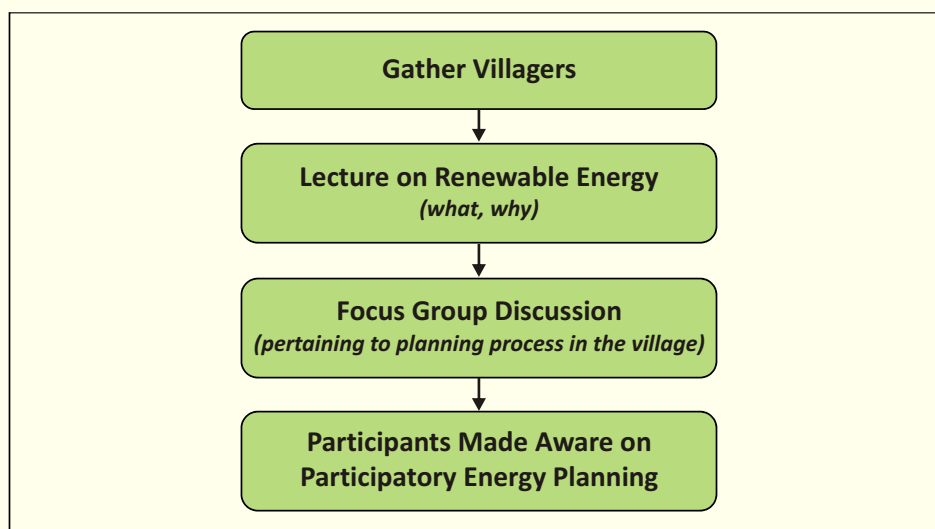 Gather Villagers
Lecture on Renewable Energy
(what, why)
Focus Group Discussion
(pertaining to planning process in the village)
Participants Made Aware on
Participatory Energy Planning